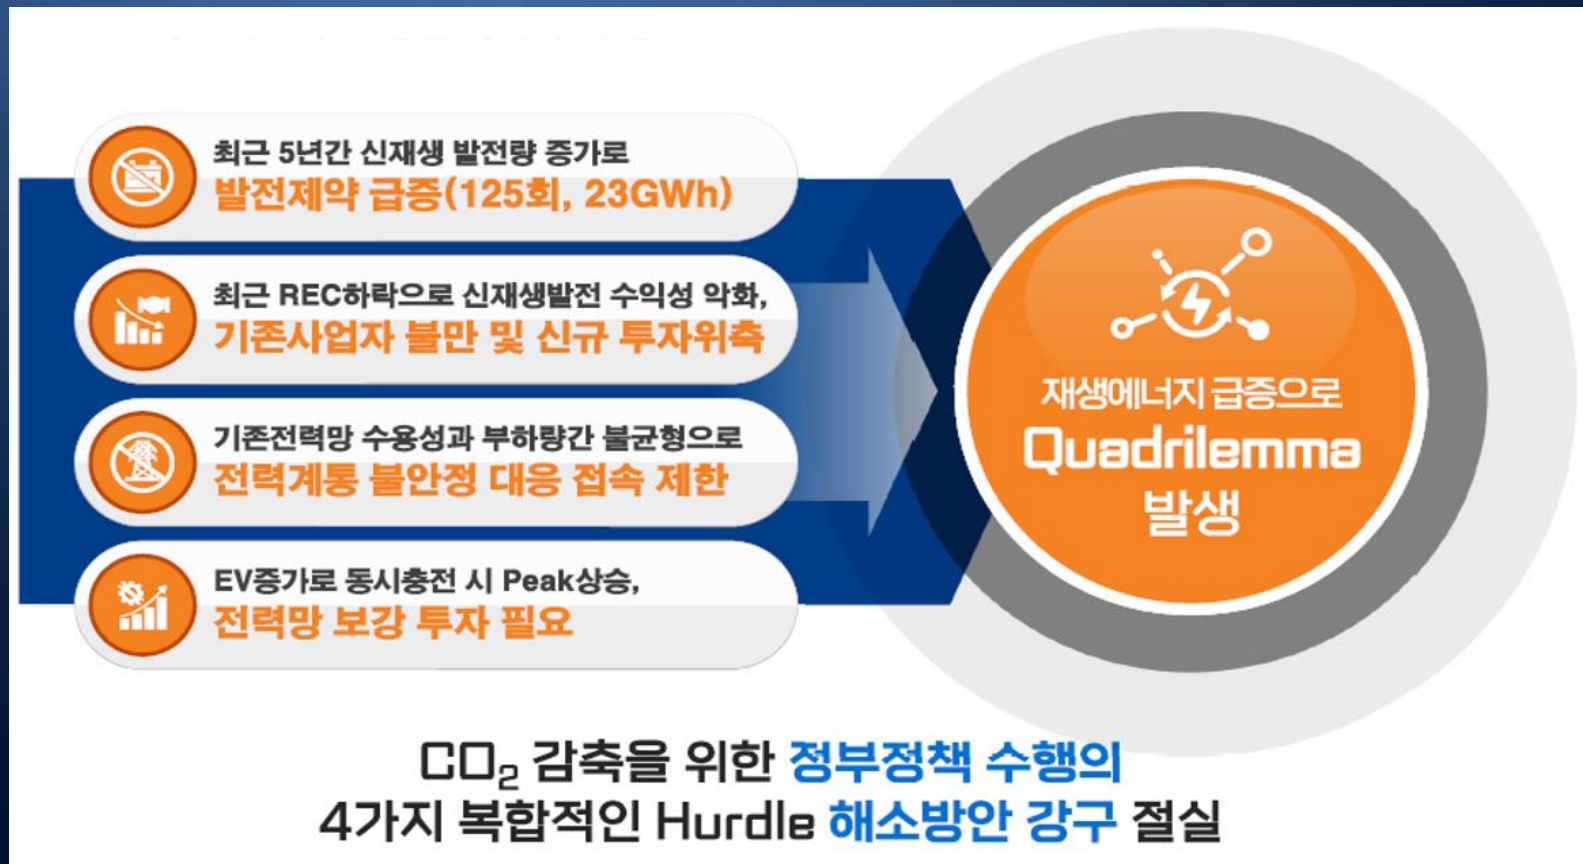 최근 5년간 신재생 발전량 증가로
발전제약 급증(125회, 23GWh)
최근 REC하락으로 신재생발전 수익성 악화,
기존사업자 불만 및 신규 투자위축
기존전력망 수용성과 부하량간 불균형으로
전력계통 불안정 대응 접속 제한
EV증가로 동시충전 시 Peak상승,
전력망 보강 투자 필요
재생에너지 급증으로
Quadrilemma
발생
CO₂ 감축을 위한 정부정책 수행의
4가지 복합적인 Hurdle 해소방안 강구 절실